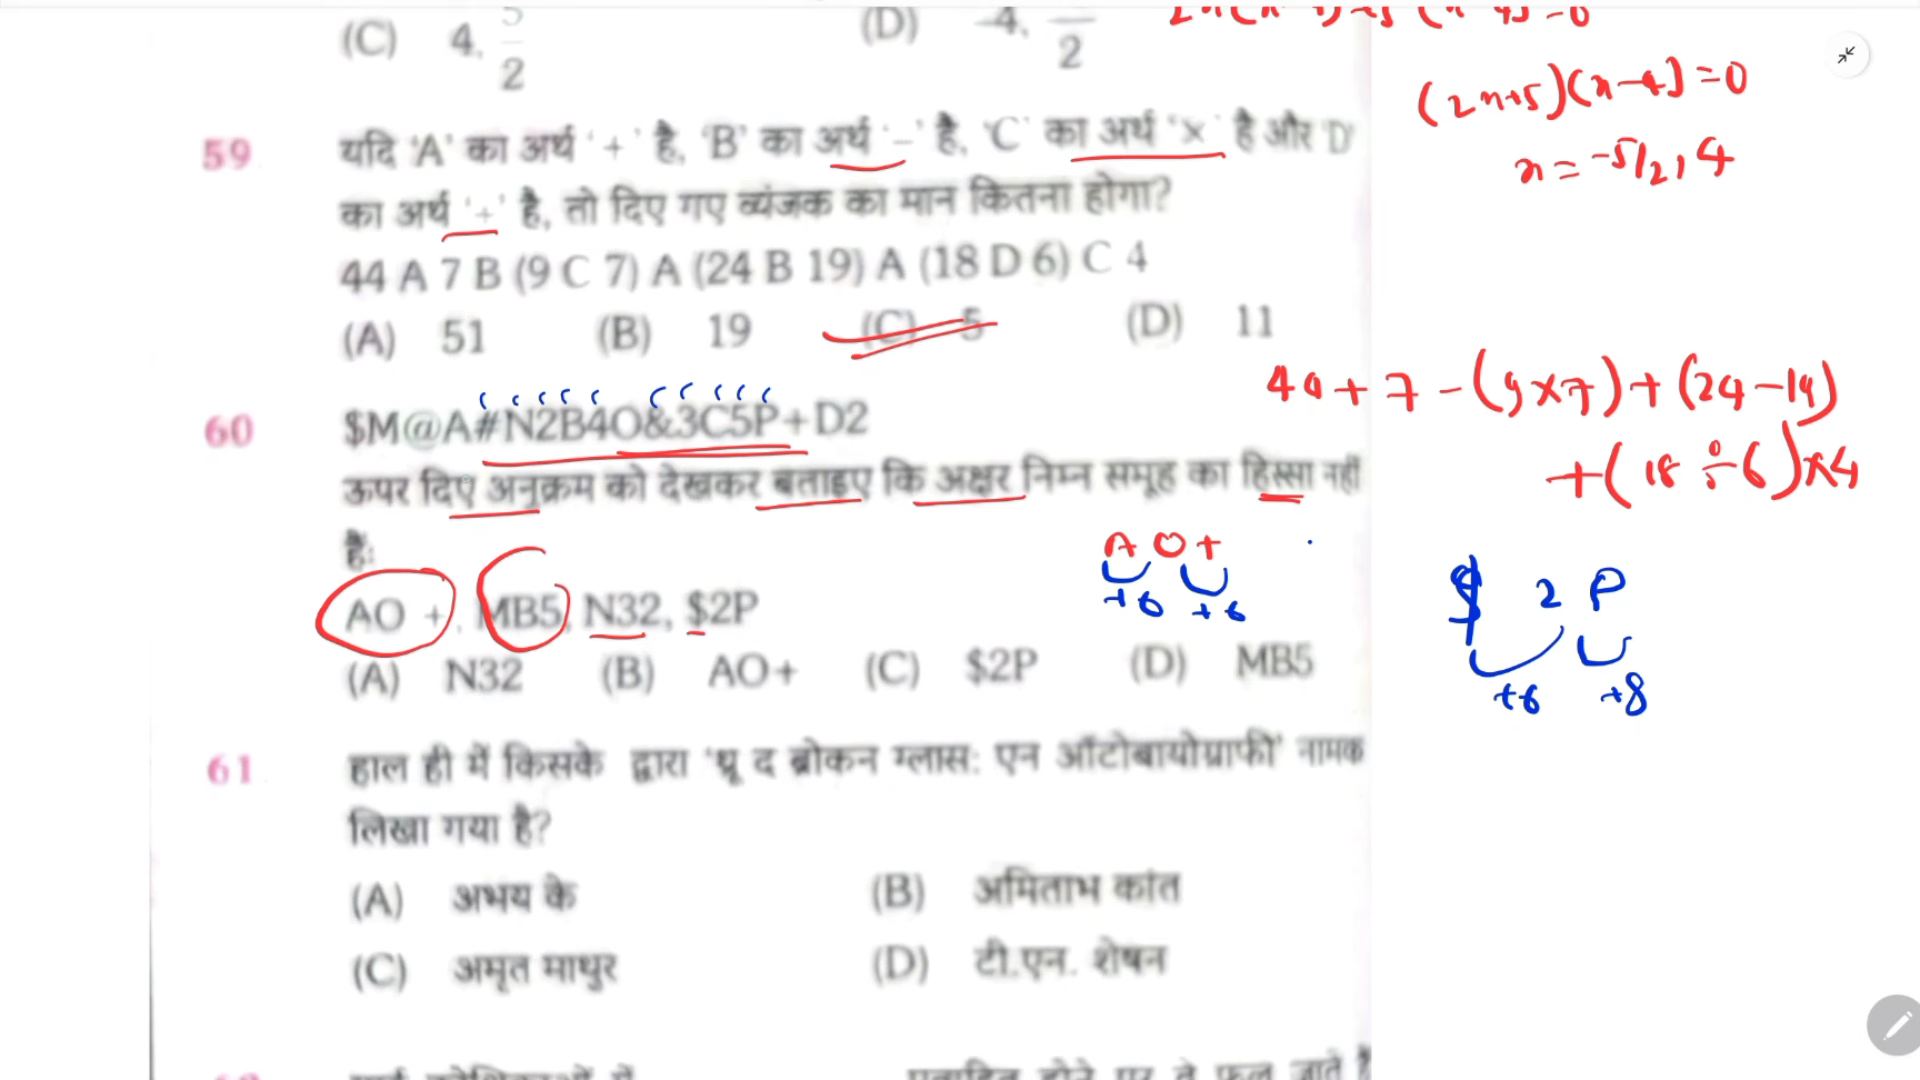 (C) 4, 5/2 (D) -4, /2
(2x+5)(x-4)=0
x = -5/2, 4
59 यदि 'A' का अर्थ '+' है, 'B' का अर्थ '–' है, 'C' का अर्थ '×' है और 'D'
का अर्थ '÷' है, तो दिए गए व्यंजक का मान कितना होगा?
44 A 7 B (9 C 7) A (24 B 19) A (18 D 6) C 4
(A) 51 (B) 19 (C) 5 (D) 11
44 + 7 - (9×7) + (24-19)
+ (18 ÷ 6) × 4
60 $M@A#N2B4O&3C5P+D2
ऊपर दिए अनुक्रम को देखकर बताइए कि अक्षर निम्न समूह का हिस्सा नहीं
है:
A O +
+6 +6
$ 2 P
+6 +8
AO +, MB5, N32, $2P
(A) N32 (B) AO+ (C) $2P (D) MB5
61 हाल ही में किसके द्वारा 'थ्रू द ब्रोकन ग्लास: एन ऑटोबायोग्राफी' नामक
लिखा गया है?
(A) अभय के (B) अमिताभ कांत
(C) अमृत माथुर (D) टी.एन. शेषन